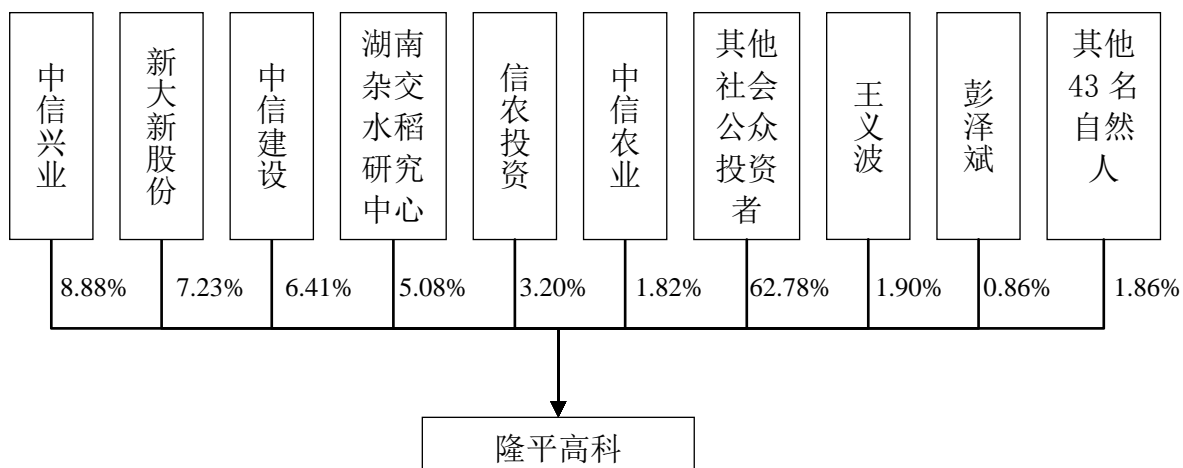 中信兴业
新大新股份
中信建设
湖南
杂交
水稻
研究
中心
信农投资
中信农业
其他
社会
公众
投资
者
王义波
彭泽斌
其他
43 名
自然
人
8.88%
7.23%
6.41%
5.08%
3.20%
1.82%
62.78%
1.90%
0.86%
1.86%
隆平高科